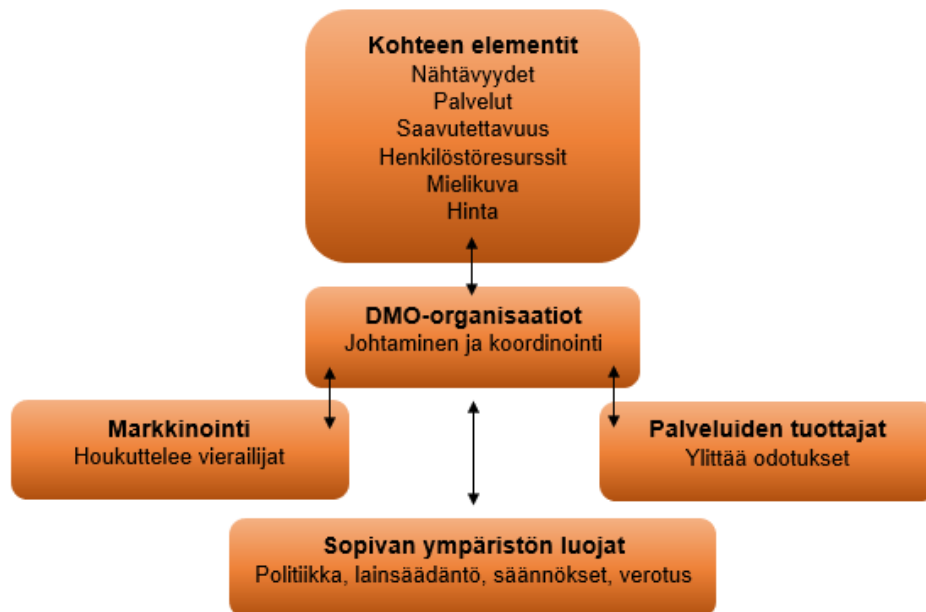 Kohteen elementit
Nähtävyydet
Palvelut
Saavutettavuus
Henkilöstöresurssit
Mielikuva
Hinta
DMO-organisaatiot
Johtaminen ja koordinointi
Markkinointi
Houkuttelee vierailijat
Palveluiden tuottajat
Ylittää odotukset
Sopivan ympäristön luojat
Politiikka, lainsäädäntö, säännökset, verotus